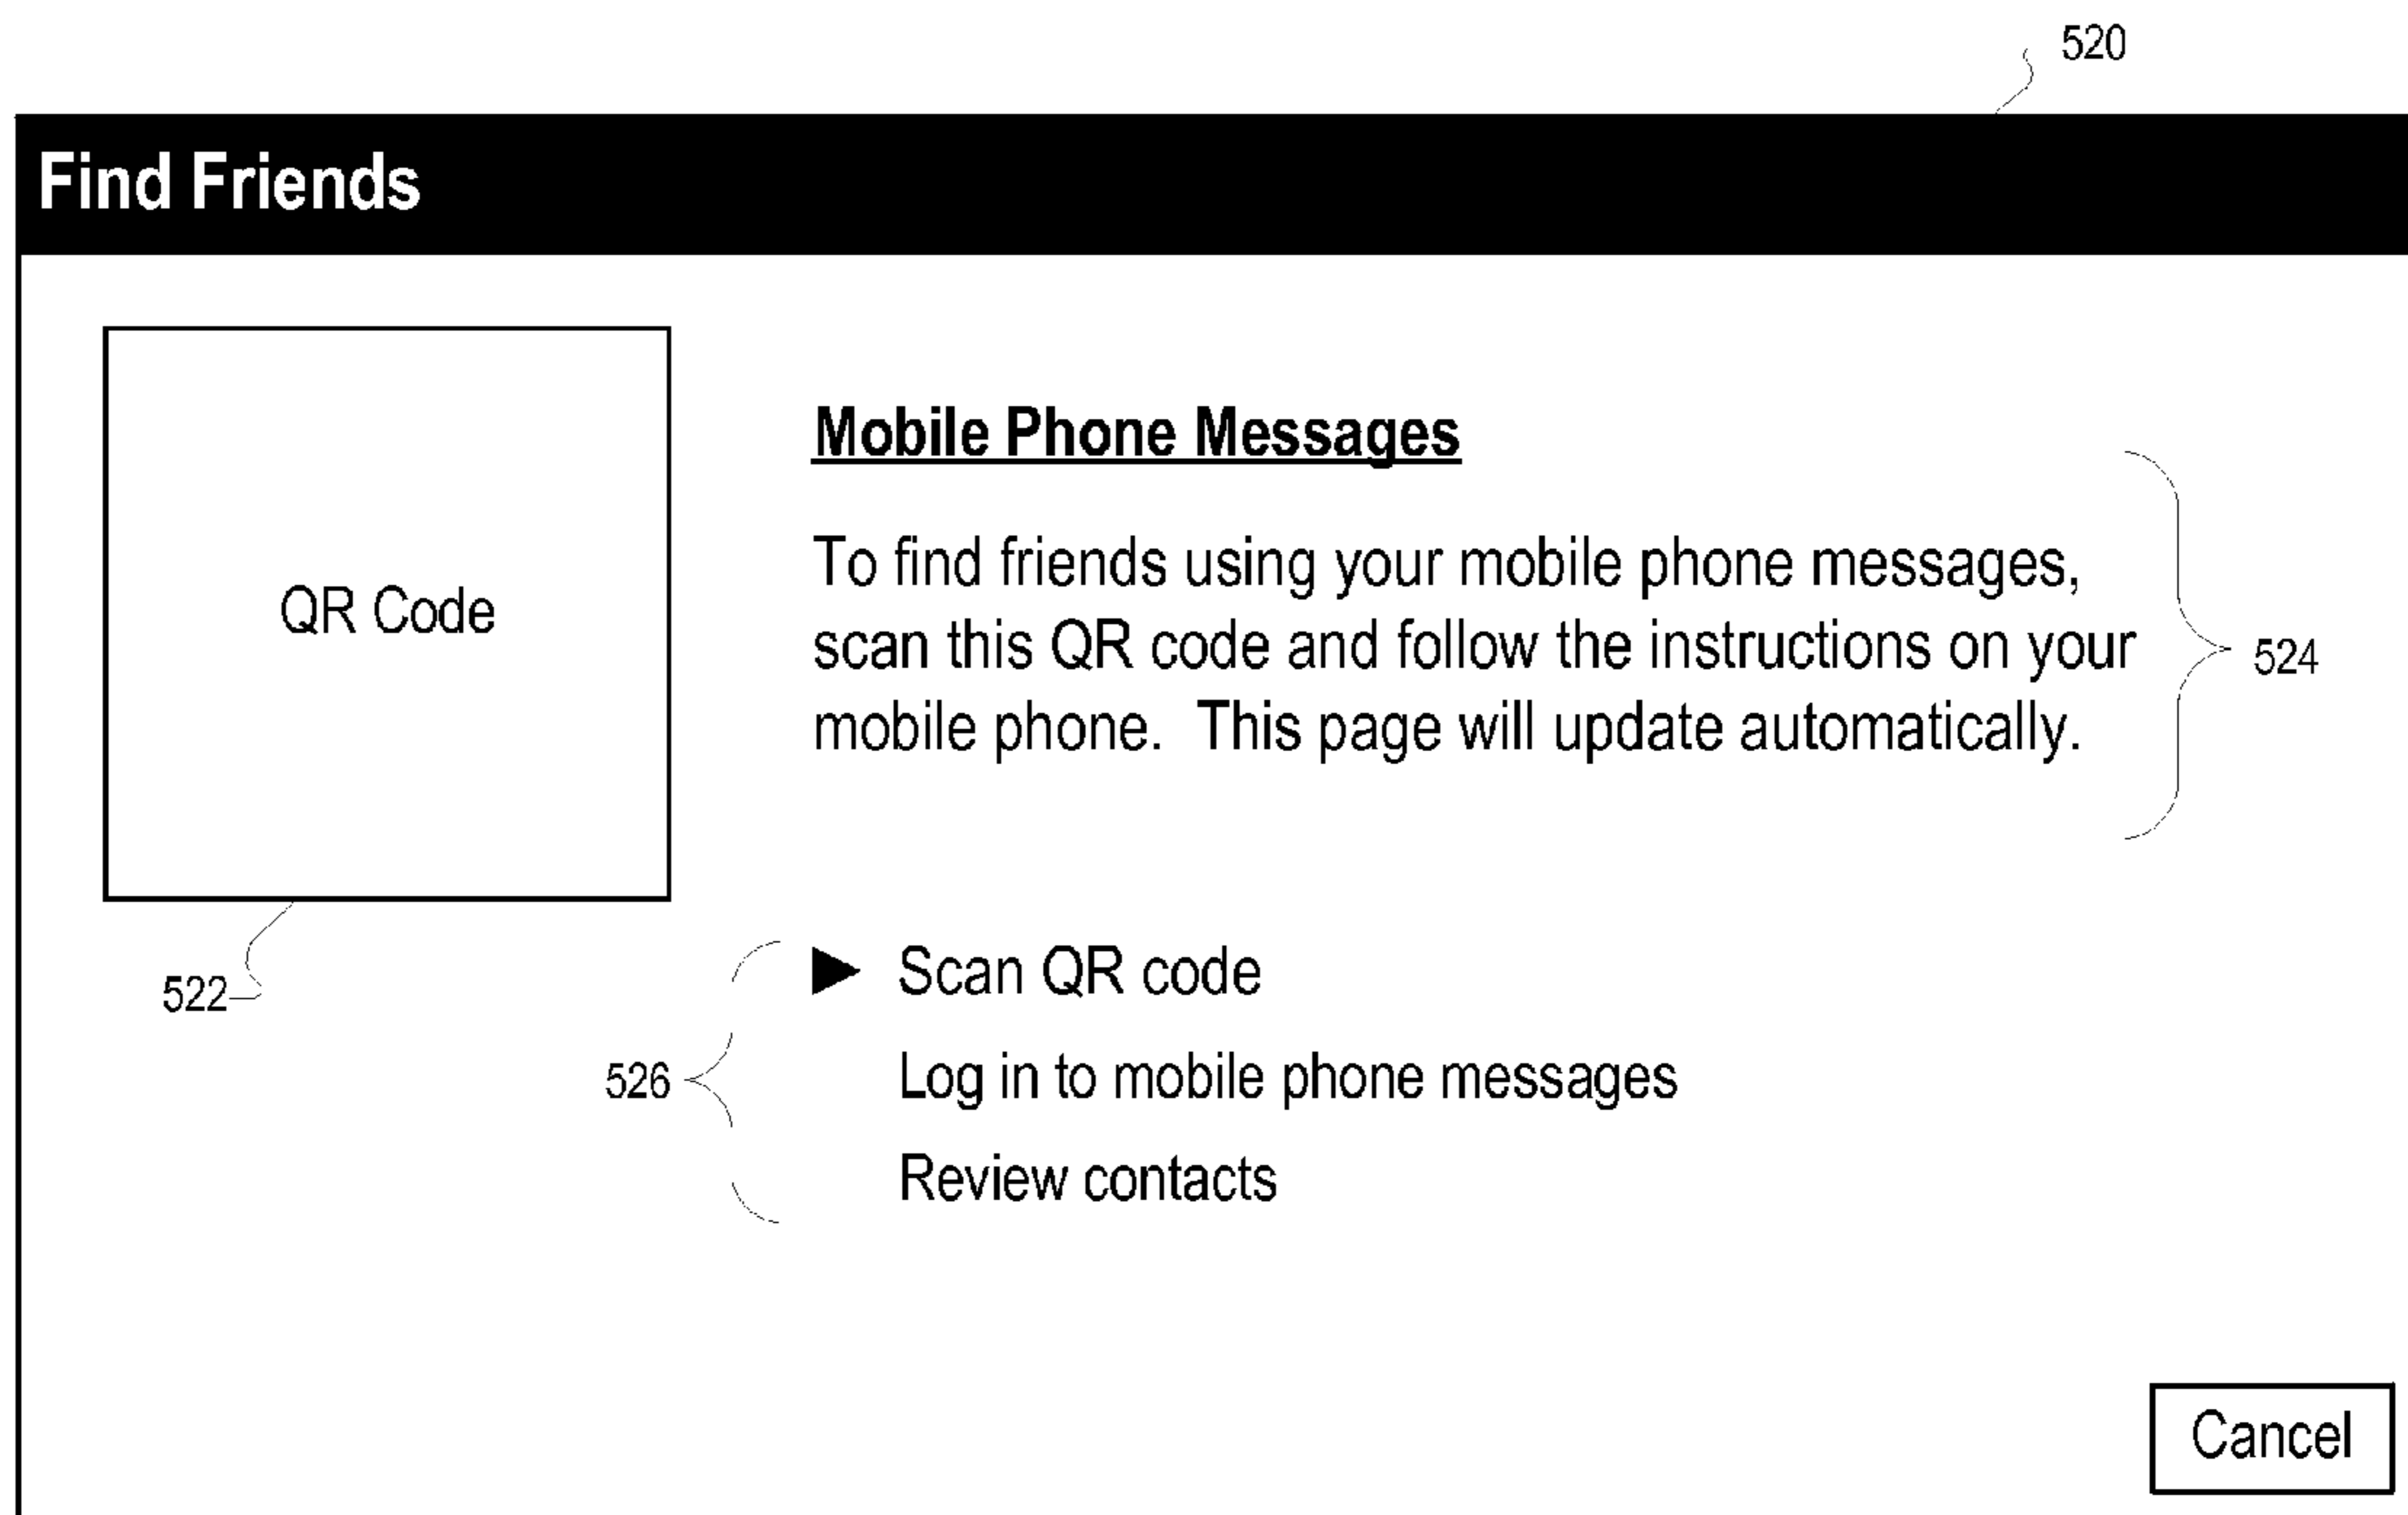 520
Find Friends
QR Code
Mobile Phone Messages
To find friends using your mobile phone messages,
scan this QR code and follow the instructions on your
mobile phone.  This page will update automatically.
524
522
526
Scan QR code
Log in to mobile phone messages
Review contacts
Cancel